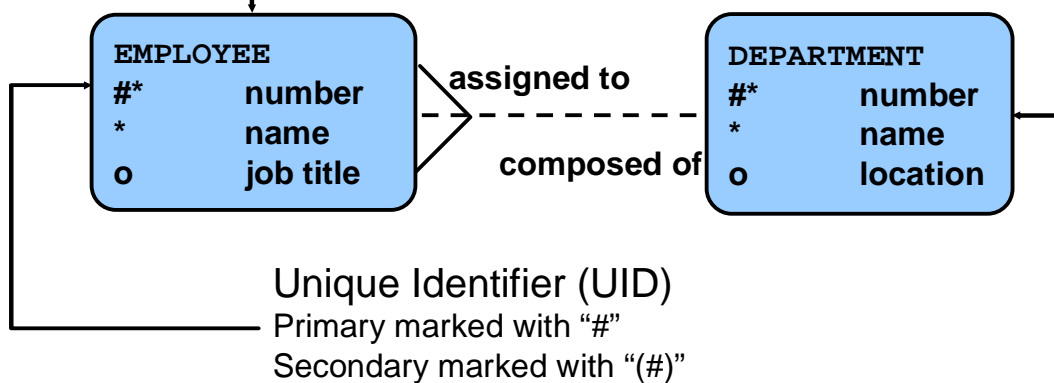 EMPLOYEE
#* number
* name
o job title
assigned to
composed of
DEPARTMENT
#* number
* name
o location
Unique Identifier (UID)
Primary marked with “#”
Secondary marked with “(#)”